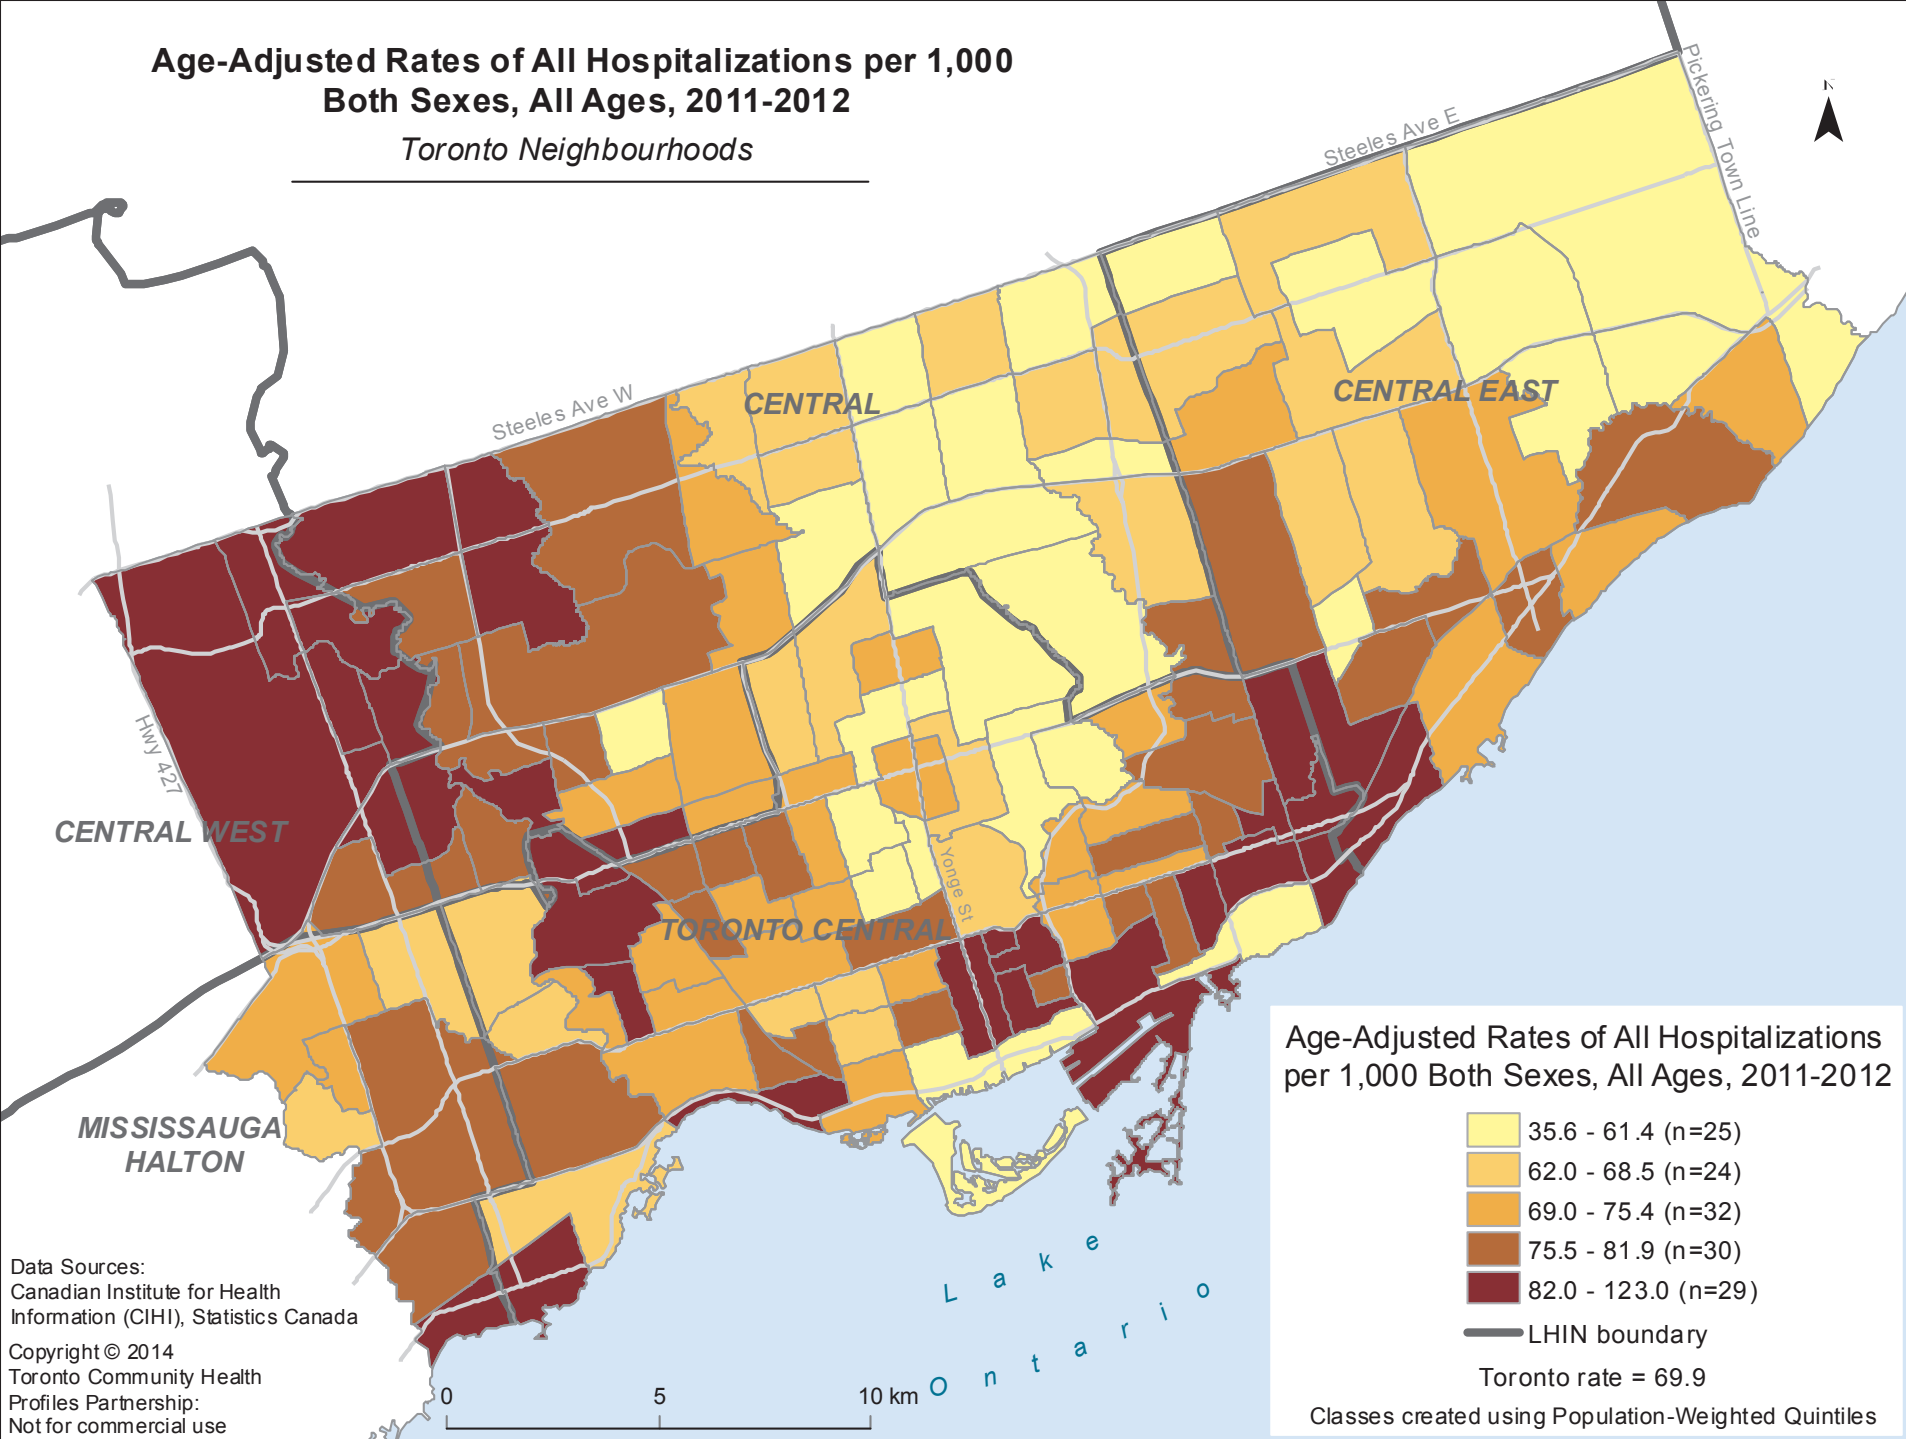 Age-Adjusted Rates of All Hospitalizations per 1,000
Both Sexes, All Ages, 2011-2012
Toronto Neighbourhoods
N
Pickering Town Line
Steeles Ave E
Steeles Ave W
CENTRAL
CENTRAL EAST
Hwy 427
CENTRAL WEST
Yonge St
TORONTO CENTRAL
MISSISSAUGA
HALTON
Lake
Ontario
Age-Adjusted Rates of All Hospitalizations
per 1,000 Both Sexes, All Ages, 2011-2012
35.6 - 61.4 (n=25)
62.0 - 68.5 (n=24)
69.0 - 75.4 (n=32)
75.5 - 81.9 (n=30)
82.0 - 123.0 (n=29)
LHIN boundary
Toronto rate = 69.9
Classes created using Population-Weighted Quintiles
Data Sources:
Canadian Institute for Health
Information (CIHI), Statistics Canada
Copyright © 2014
Toronto Community Health
Profiles Partnership:
Not for commercial use
0 5 10 km